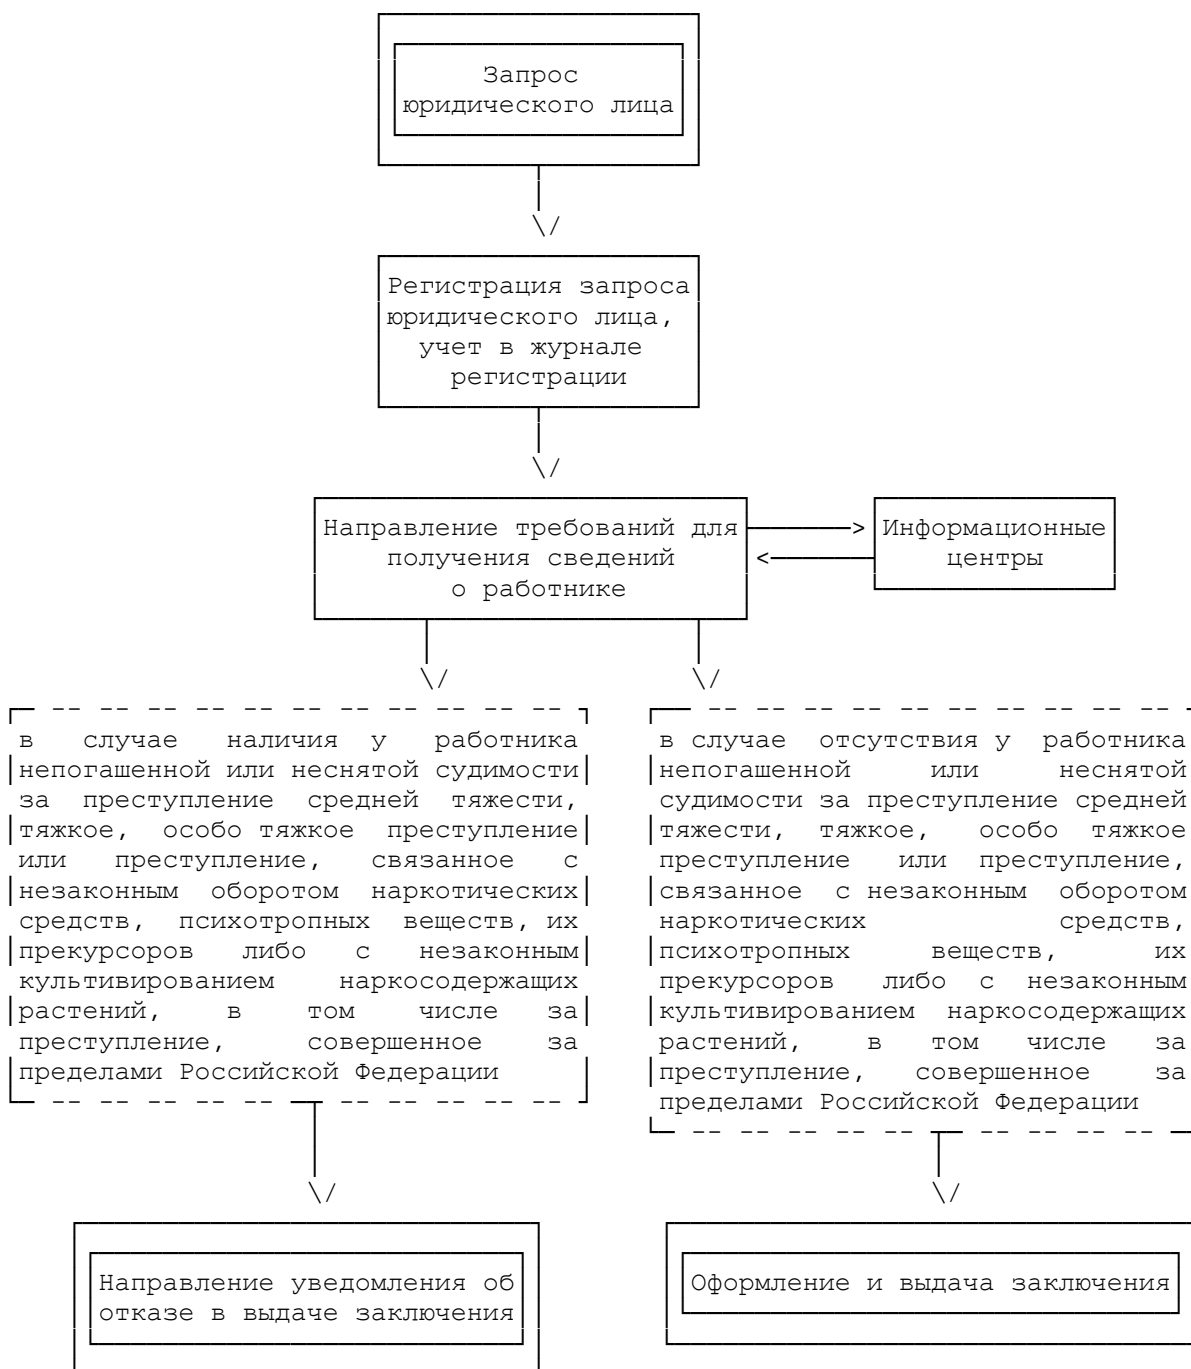 Запрос
юридического лица
Регистрация запроса
юридического лица,
учет в журнале
регистрации
Направление требований для
получения сведений
о работнике
Информационные
центры
в случае наличия у работника
непогашенной или неснятой судимости
за преступление средней тяжести,
тяжкое, особо тяжкое преступление
или преступление, связанное с
незаконным оборотом наркотических
средств, психотропных веществ, их
прекурсоров либо с незаконным
культивированием наркосодержащих
растений, в том числе за
преступление, совершенное за
пределами Российской Федерации
в случае отсутствия у работника
непогашенной или неснятой
судимости за преступление средней
тяжести, тяжкое, особо тяжкое
преступление или преступление,
связанное с незаконным оборотом
наркотических средств,
психотропных веществ, их
прекурсоров либо с незаконным
культивированием наркосодержащих
растений, в том числе за
преступление, совершенное за
пределами Российской Федерации
Направление уведомления об
отказе в выдаче заключения
Оформление и выдача заключения